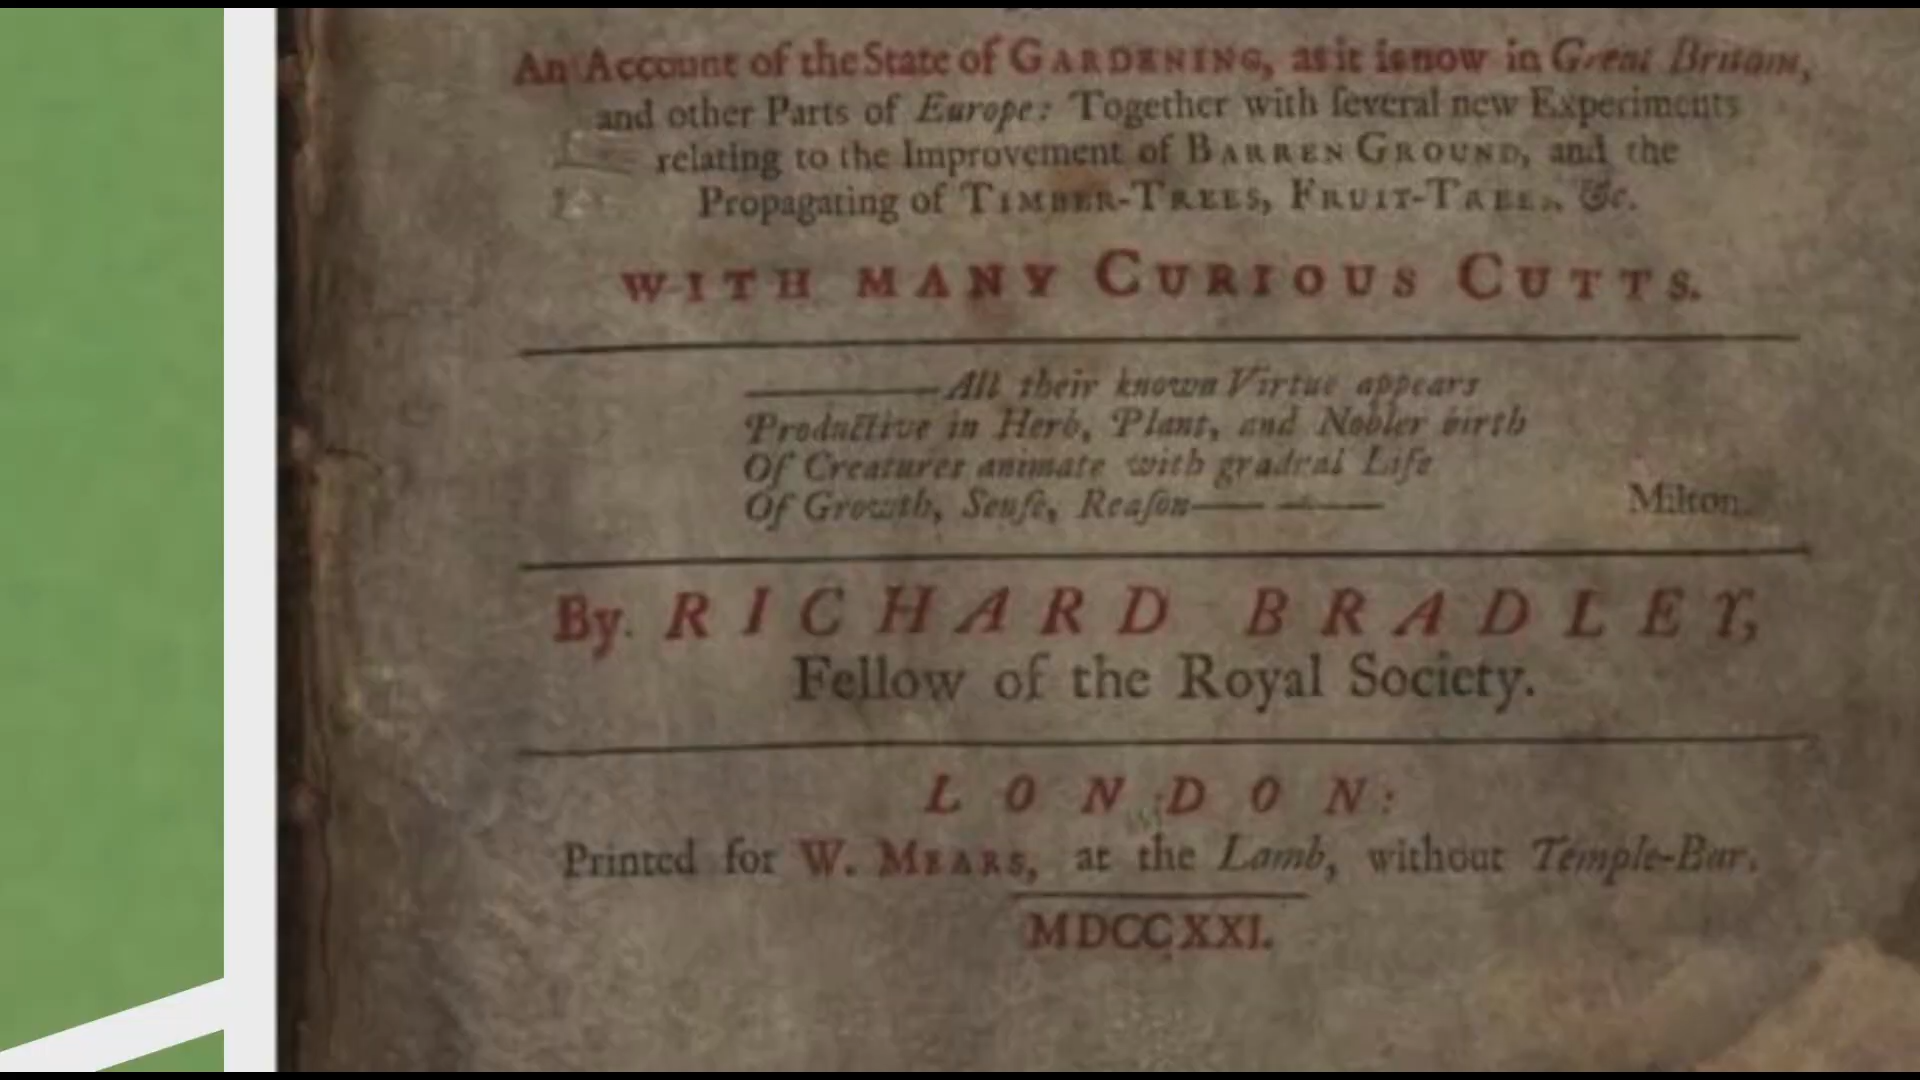 An Account of the State of GARDENING, as it is now in Great Britain,
and other Parts of Europe: Together with ſeveral new Experiments
relating to the Improvement of BARREN GROUND, and the
Propagating of TIMBER-TREES, FRUIT-TREES, &c.
WITH MANY CURIOUS CUTTS.
———All their known Virtue appears
Productive in Herb, Plant, and Nobler birth
Of Creatures animate with gradual Life
Of Growth, Senſe, Reaſon—— ——
Milton.
By RICHARD BRADLEY,
Fellow of the Royal Society.
LONDON:
Printed for W. MEARS, at the Lamb, without Temple-Bar.
MDCCXXI.